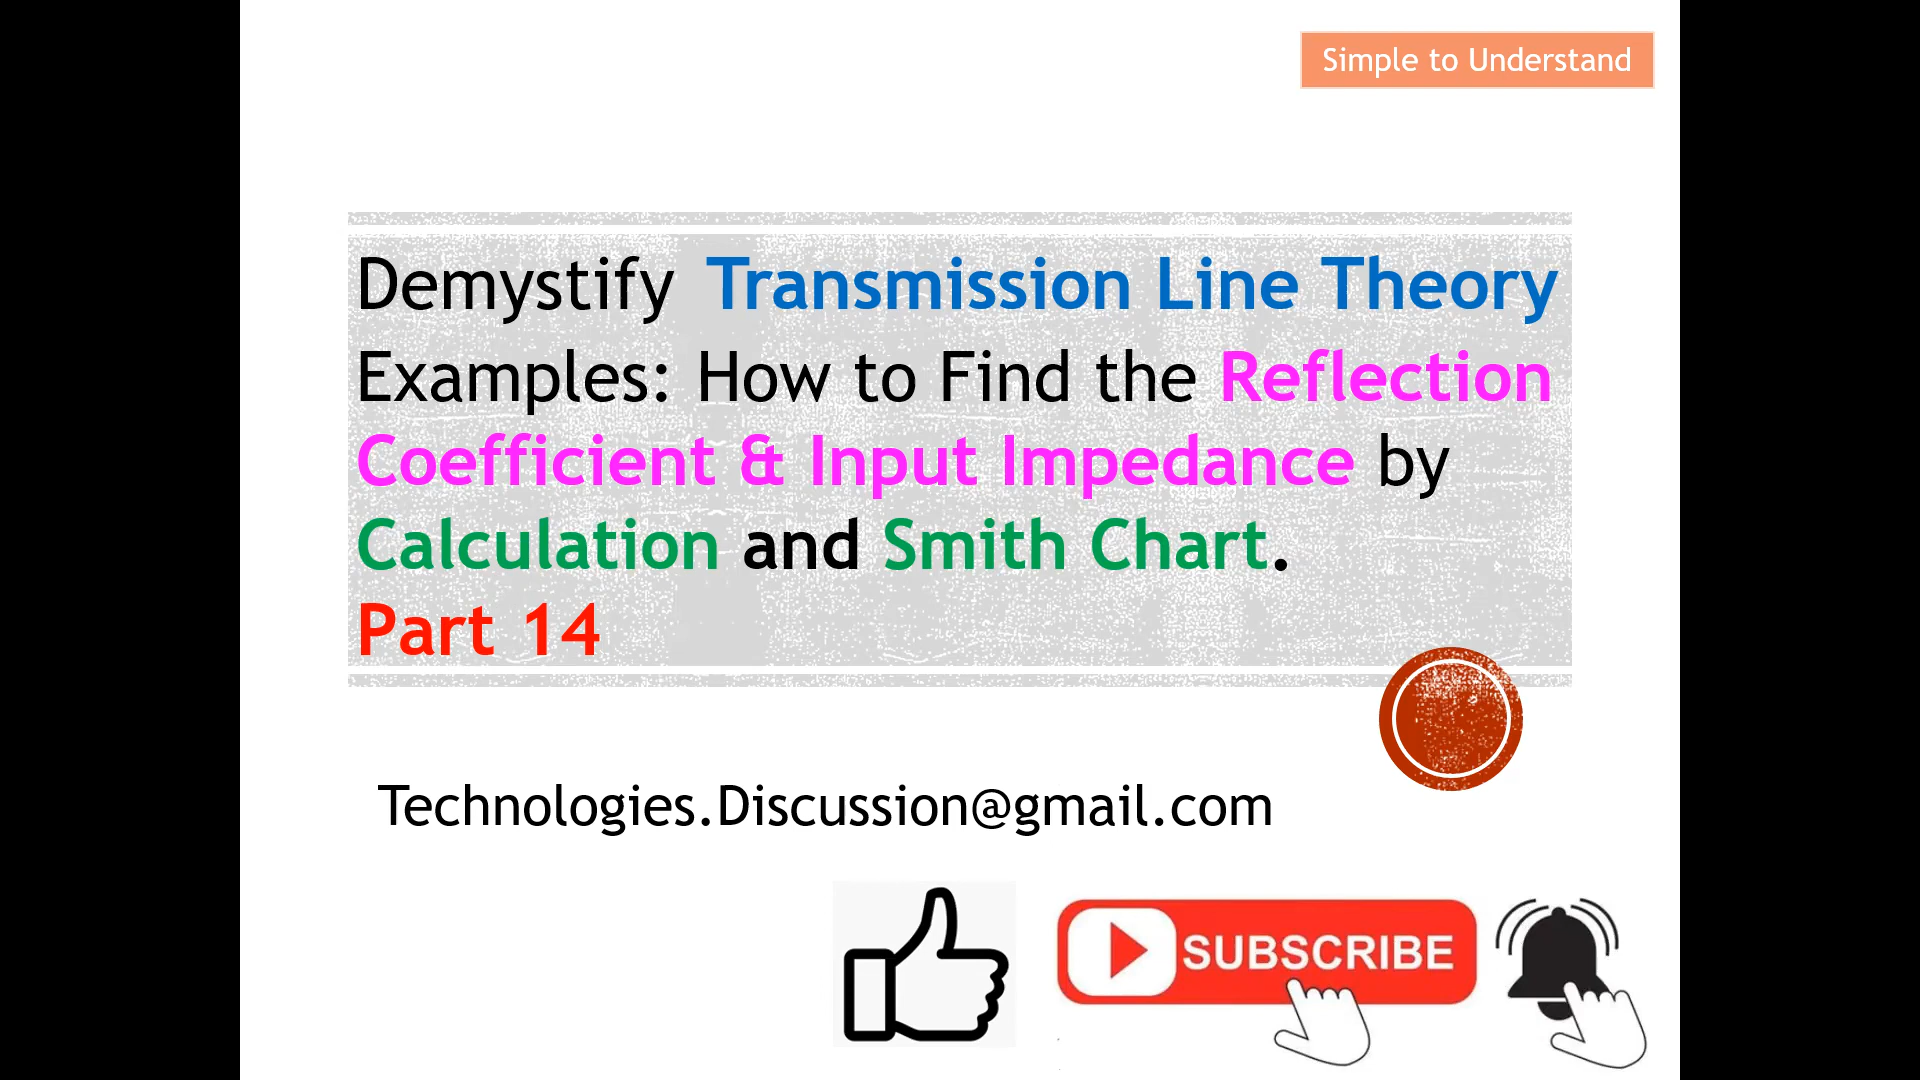 Simple to Understand
Demystify Transmission Line Theory
Examples: How to Find the Reflection
Coefficient & Input Impedance by
Calculation and Smith Chart.
Part 14
Technologies.Discussion@gmail.com
SUBSCRIBE